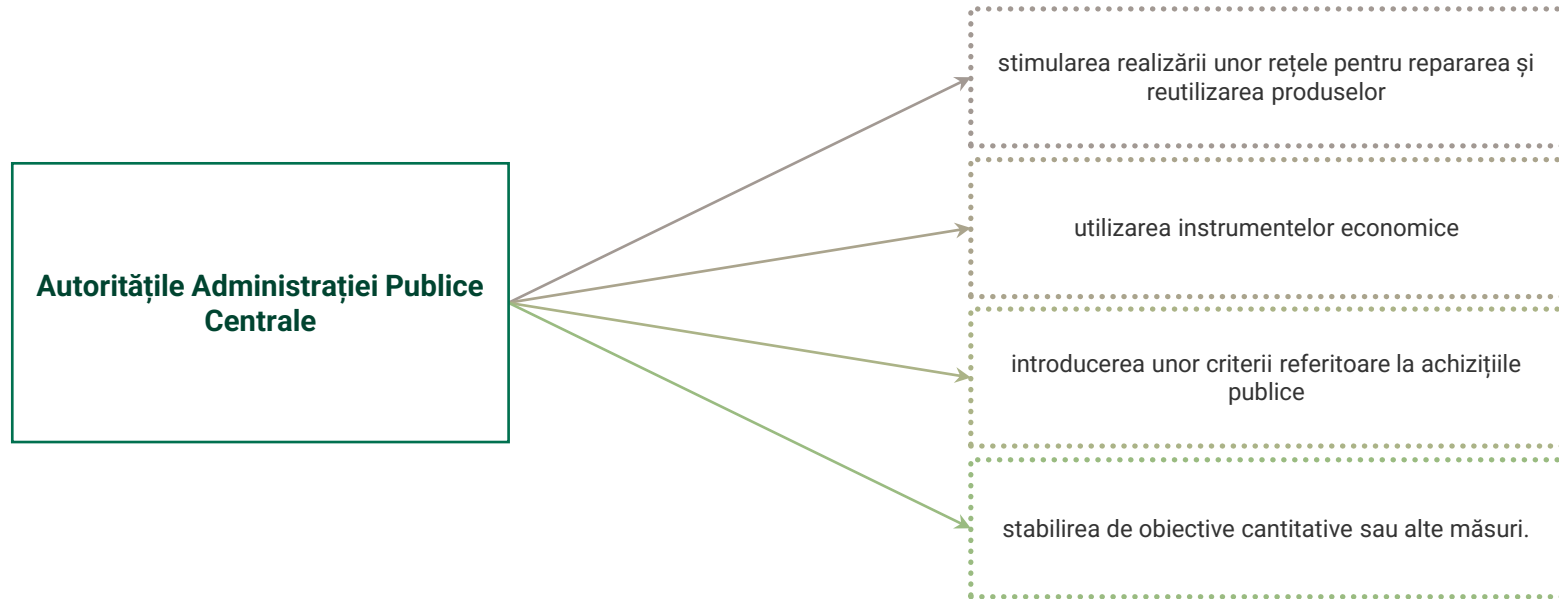 stimularea realizării unor rețele pentru repararea și
reutilizarea produselor
utilizarea instrumentelor economice
Autoritățile Administrației Publice
Centrale
introducerea unor criterii referitoare la achizițiile
publice
stabilirea de obiective cantitative sau alte măsuri.